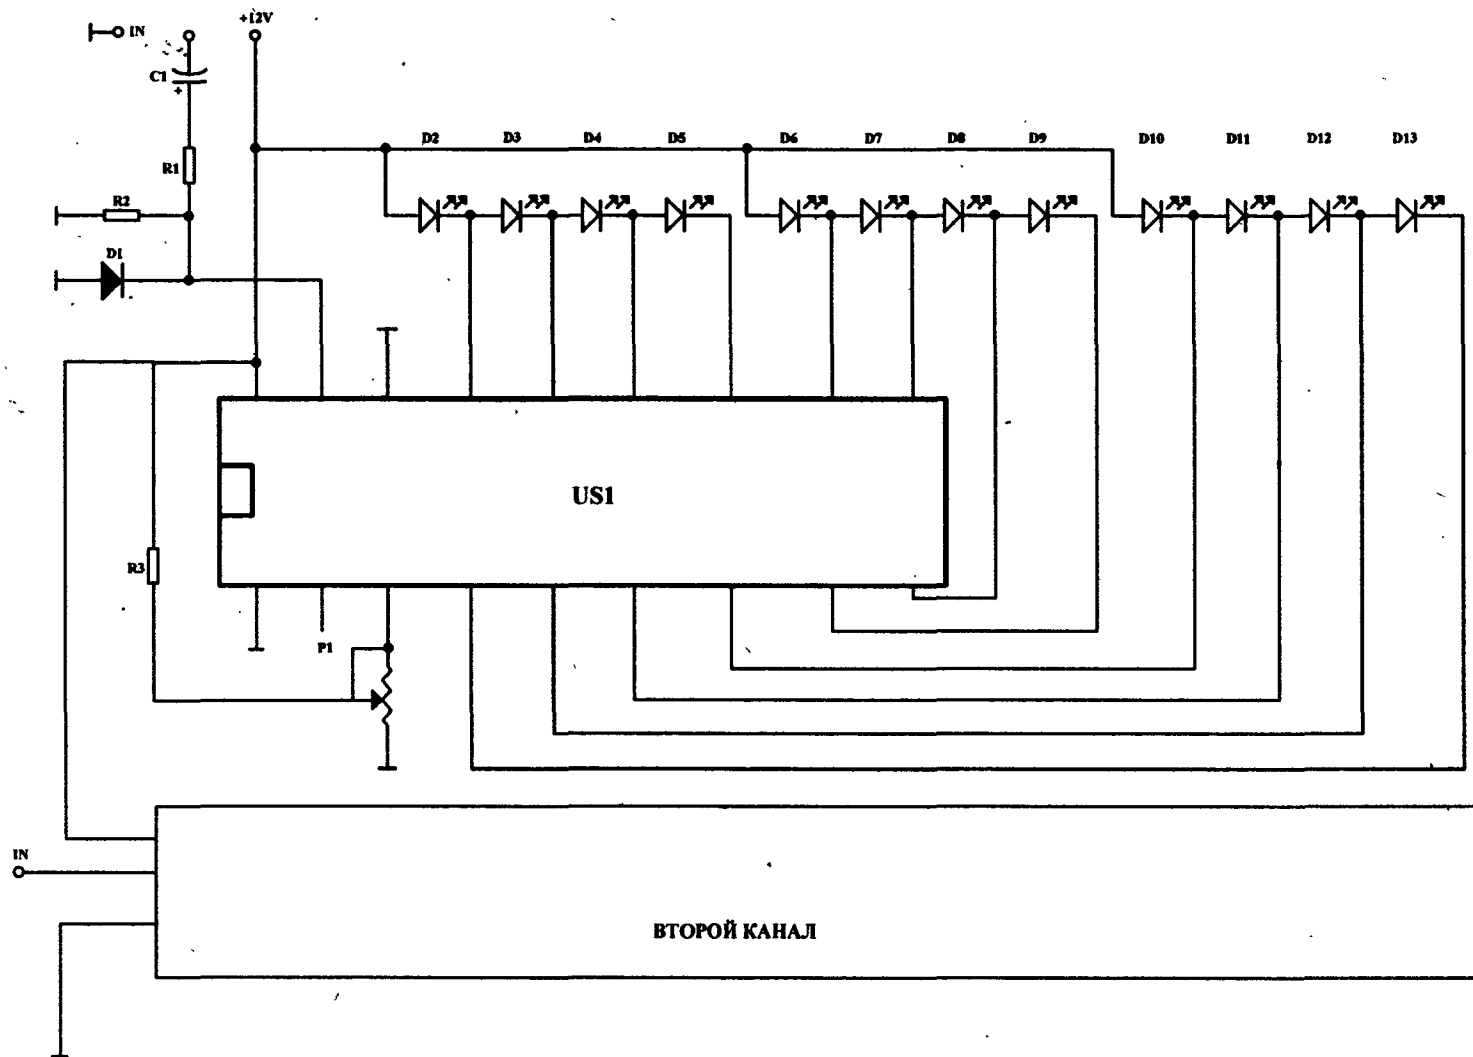 +12V
IN
C1
+
D2 D3 D4 D5 D6 D7 D8 D9 D10 D11 D12 D13
R1
R2
D1
US1
R3
P1
IN
ВТОРОЙ КАНАЛ